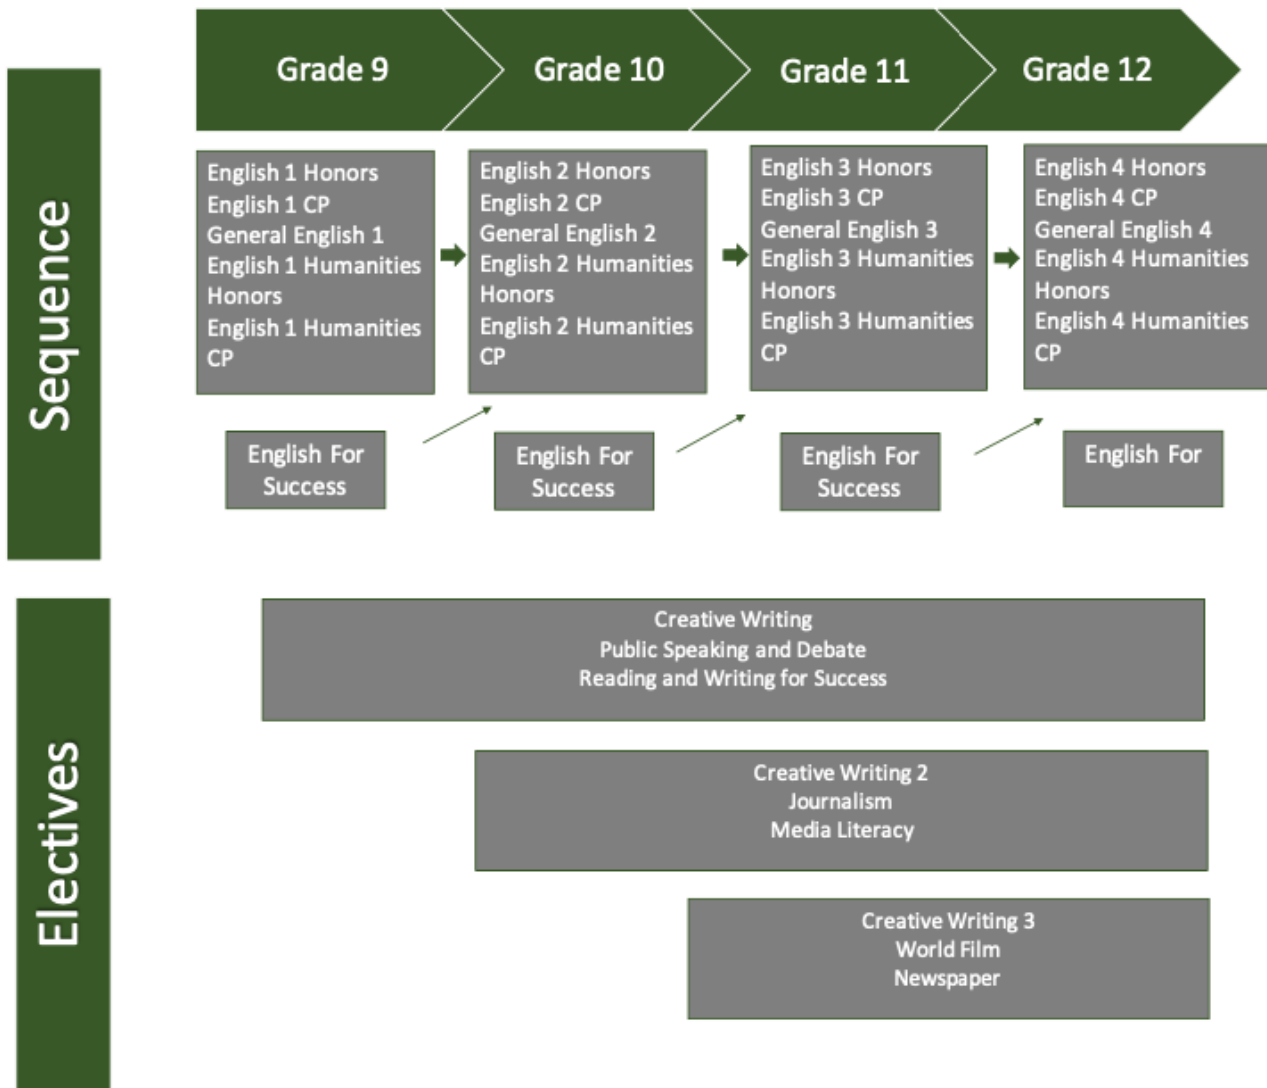 Grade 9
Grade 10
Grade 11
Grade 12
Sequence
English 1 Honors
English 1 CP
General English 1
English 1 Humanities
Honors
English 1 Humanities
CP
English 2 Honors
English 2 CP
General English 2
English 2 Humanities
Honors
English 2 Humanities
CP
English 3 Honors
English 3 CP
General English 3
English 3 Humanities
Honors
English 3 Humanities
CP
English 4 Honors
English 4 CP
General English 4
English 4 Humanities
Honors
English 4 Humanities
CP
English For
Success
English For
Success
English For
Success
English For
Electives
Creative Writing
Public Speaking and Debate
Reading and Writing for Success
Creative Writing 2
Journalism
Media Literacy
Creative Writing 3
World Film
Newspaper